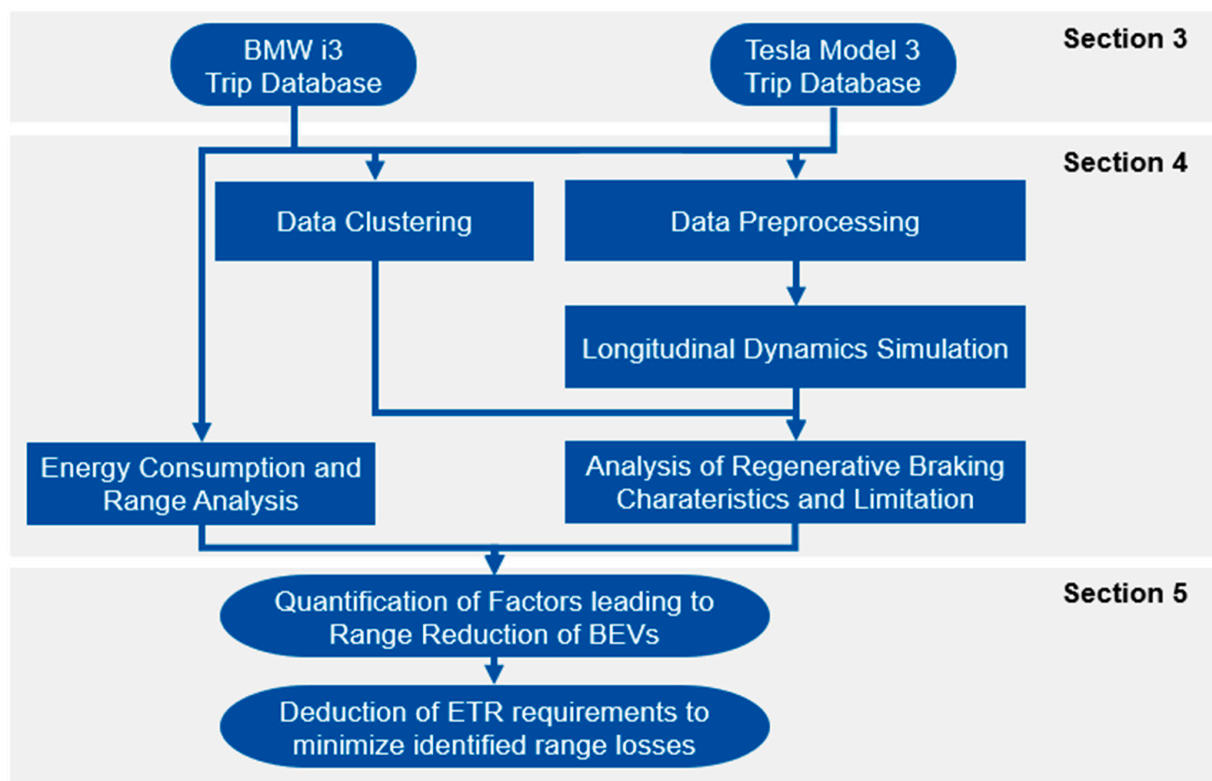 BMW i3
Trip Database
Tesla Model 3
Trip Database
Section 3
Section 4
Data Clustering
Data Preprocessing
Longitudinal Dynamics Simulation
Energy Consumption and
Range Analysis
Analysis of Regenerative Braking
Charateristics and Limitation
Section 5
Quantification of Factors leading to
Range Reduction of BEVs
Deduction of ETR requirements to
minimize identified range losses